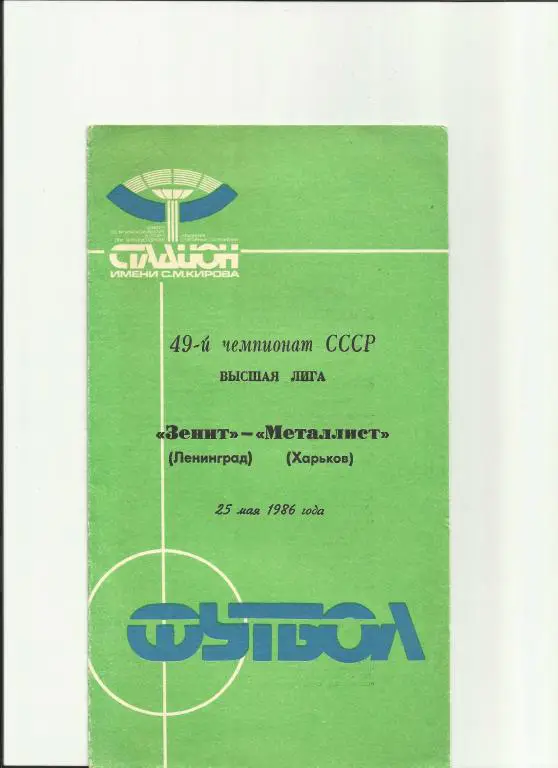 СТАДИОН
ИМЕНИ С.М.КИРОВА
49-й чемпионат СССР
ВЫСШАЯ ЛИГА
«Зенит»—«Металлист»
(Ленинград) (Харьков)
25 мая 1986 года
ФУТБОЛ